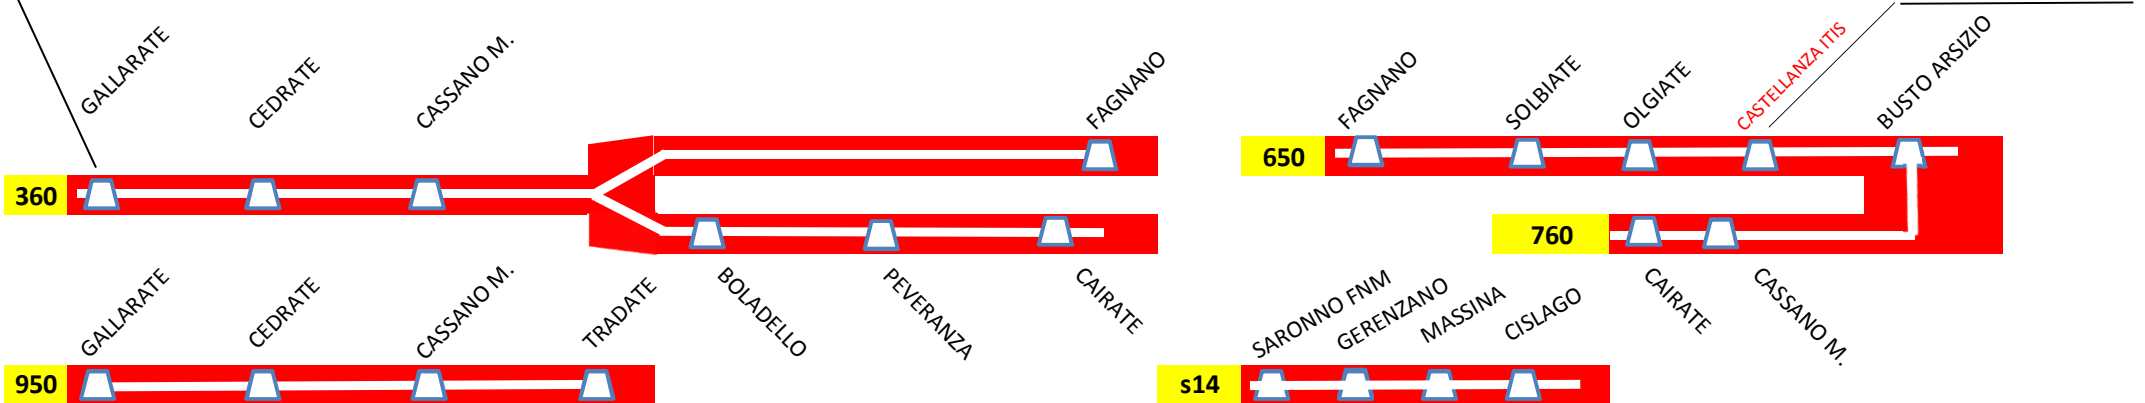 GALLARATE
CEDRATE
CASSANO M.
FAGNANO
360
BOLADELLO
PEVERANZA
CAIRATE
FAGNANO
SOLBIATE
OLGIATE
CASTELLANZA ITIS
BUSTO ARSIZIO
650
760
CAIRATE
CASSANO M.
GALLARATE
CEDRATE
CASSANO M.
TRADATE
950
SARONNO FNM
GERENZANO
MASSINA
CISLAGO
s14